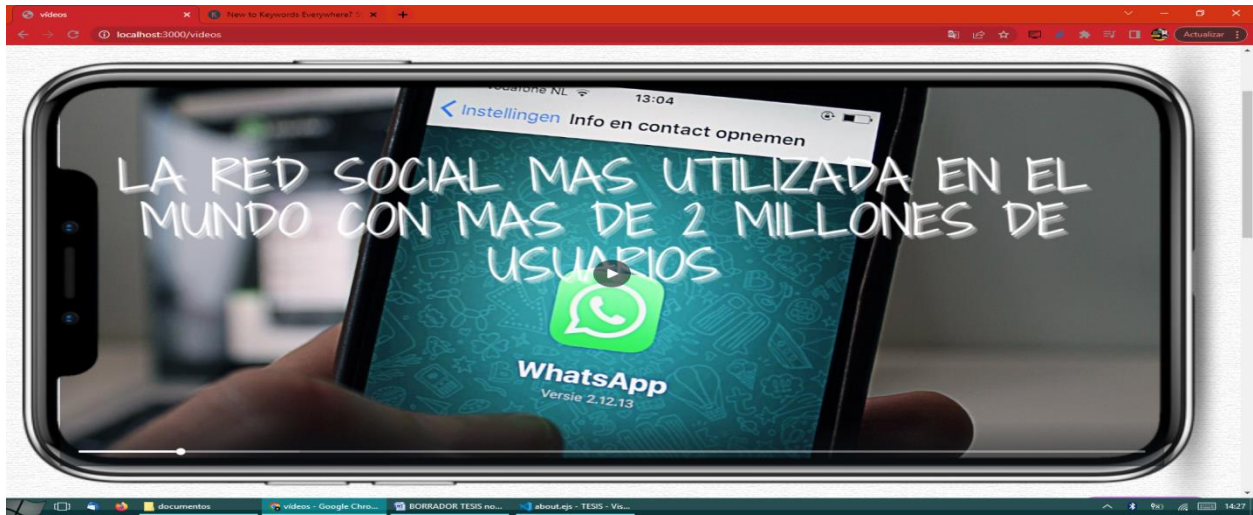 vídeos
New to Keywords Everywhere?
localhost:3000/videos
Actualizar
vodafone NL 13:04
Instellingen Info en contact opnemen
LA RED SOCIAL MAS UTILIZADA EN EL
MUNDO CON MAS DE 2 MILLONES DE
USUARIOS
WhatsApp
Versie 2.12.13
documentos
vídeos - Google Chro...
BORRADOR TESIS no...
about.ejs - TESIS - Vis...
14:27